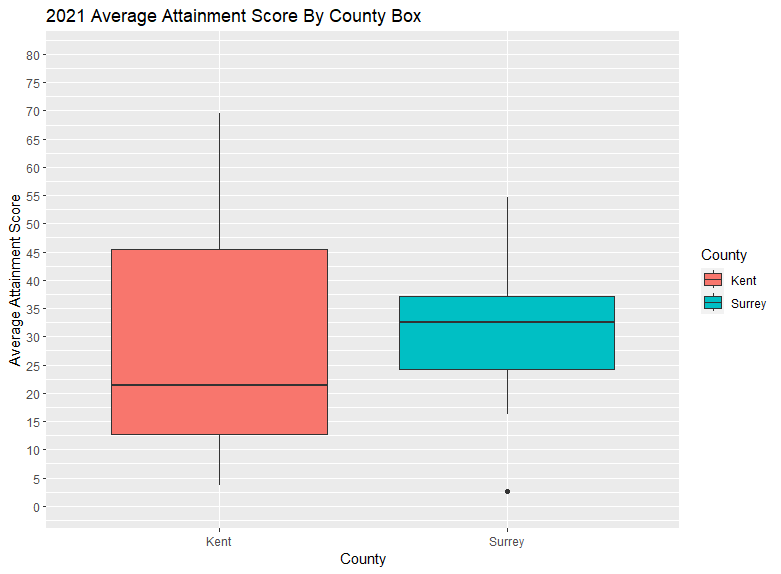 2021 Average Attainment Score By County Box
80
75
70
65
60
55
50
45
40
35
30
25
20
15
10
5
0
Average Attainment Score
Kent
Surrey
County
County
Kent
Surrey